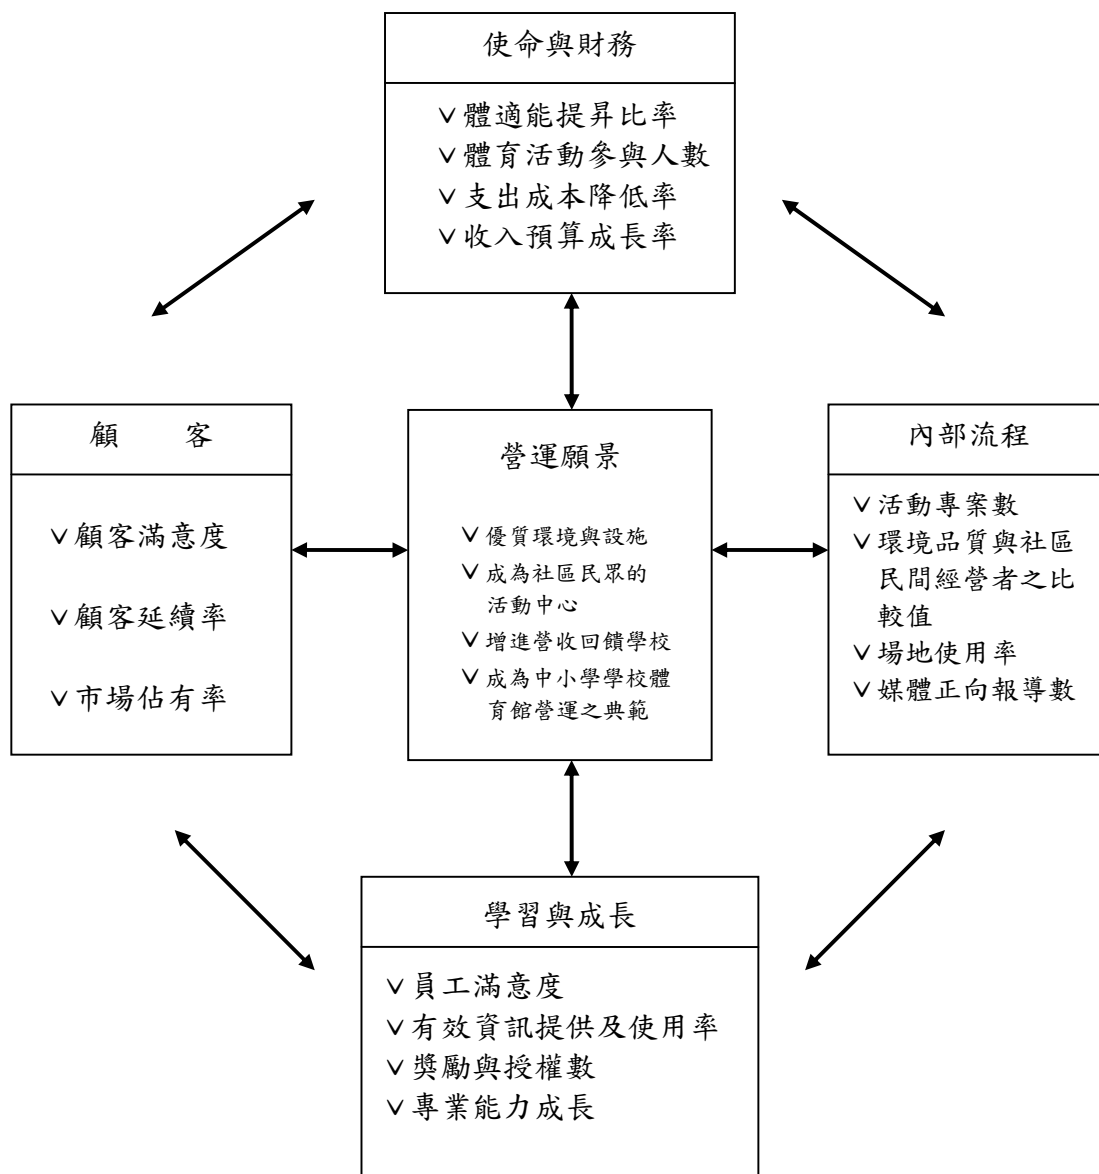 使命與財務
∨體適能提昇比率
∨體育活動參與人數
∨支出成本降低率
∨收入預算成長率
顧 客
∨顧客滿意度
∨顧客延續率
∨市場佔有率
營運願景
∨優質環境與設施
∨成為社區民眾的
活動中心
∨增進營收回饋學校
∨成為中小學學校體
育館營運之典範
內部流程
∨活動專案數
∨環境品質與社區
民間經營者之比
較值
∨場地使用率
∨媒體正向報導數
學習與成長
∨員工滿意度
∨有效資訊提供及使用率
∨獎勵與授權數
∨專業能力成長